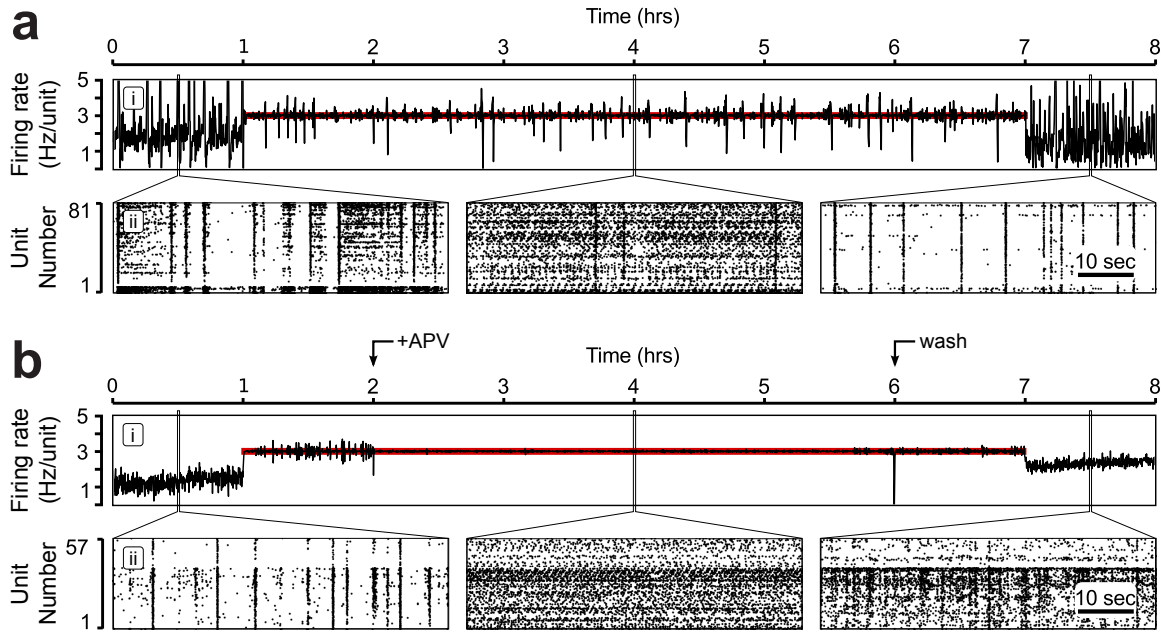 a
Time (hrs)
0 1 2 3 4 5 6 7 8
Firing rate
(Hz/unit)
5
3
1
i
Unit
Number
81
1
ii
10 sec
b
+APV
wash
Time (hrs)
0 1 2 3 4 5 6 7 8
Firing rate
(Hz/unit)
5
3
1
i
Unit
Number
57
1
ii
10 sec